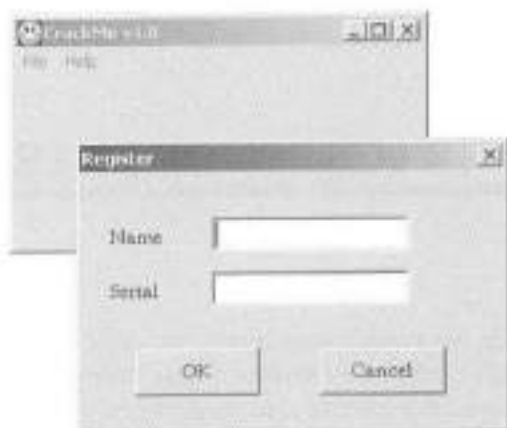 CrackMe v1.0
File Help
Register
Name
Serial
OK
Cancel